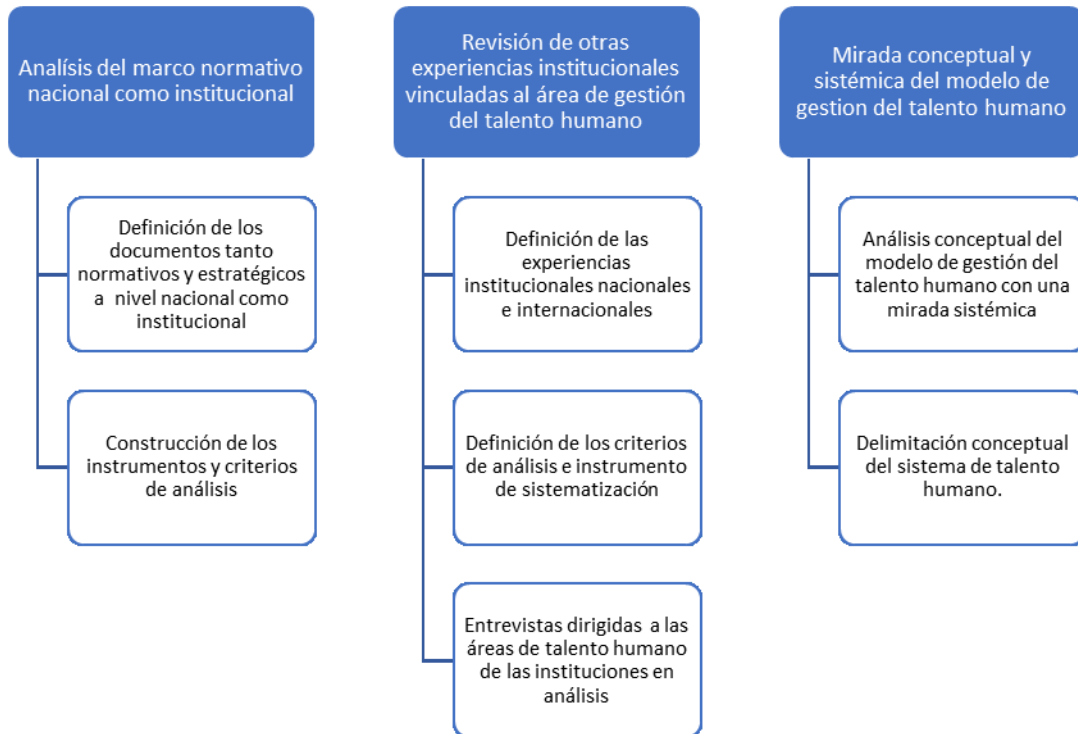 Analísis del marco normativo
nacional como institucional
Definición de los
documentos tanto
normativos y estratégicos
a nivel nacional como
institucional
Construcción de los
instrumentos y criterios
de análisis
Revisión de otras
experiencias institucionales
vinculadas al área de gestión
del talento humano
Definición de las
experiencias
institucionales nacionales
e internacionales
Definición de los criterios
de análisis e instrumento
de sistematización
Entrevistas dirigidas a las
áreas de talento humano
de las instituciones en
análisis
Mirada conceptual y
sistémica del modelo de
gestion del talento humano
Análisis conceptual del
modelo de gestión del
talento humano con una
mirada sistémica
Delimitación conceptual
del sistema de talento
humano.